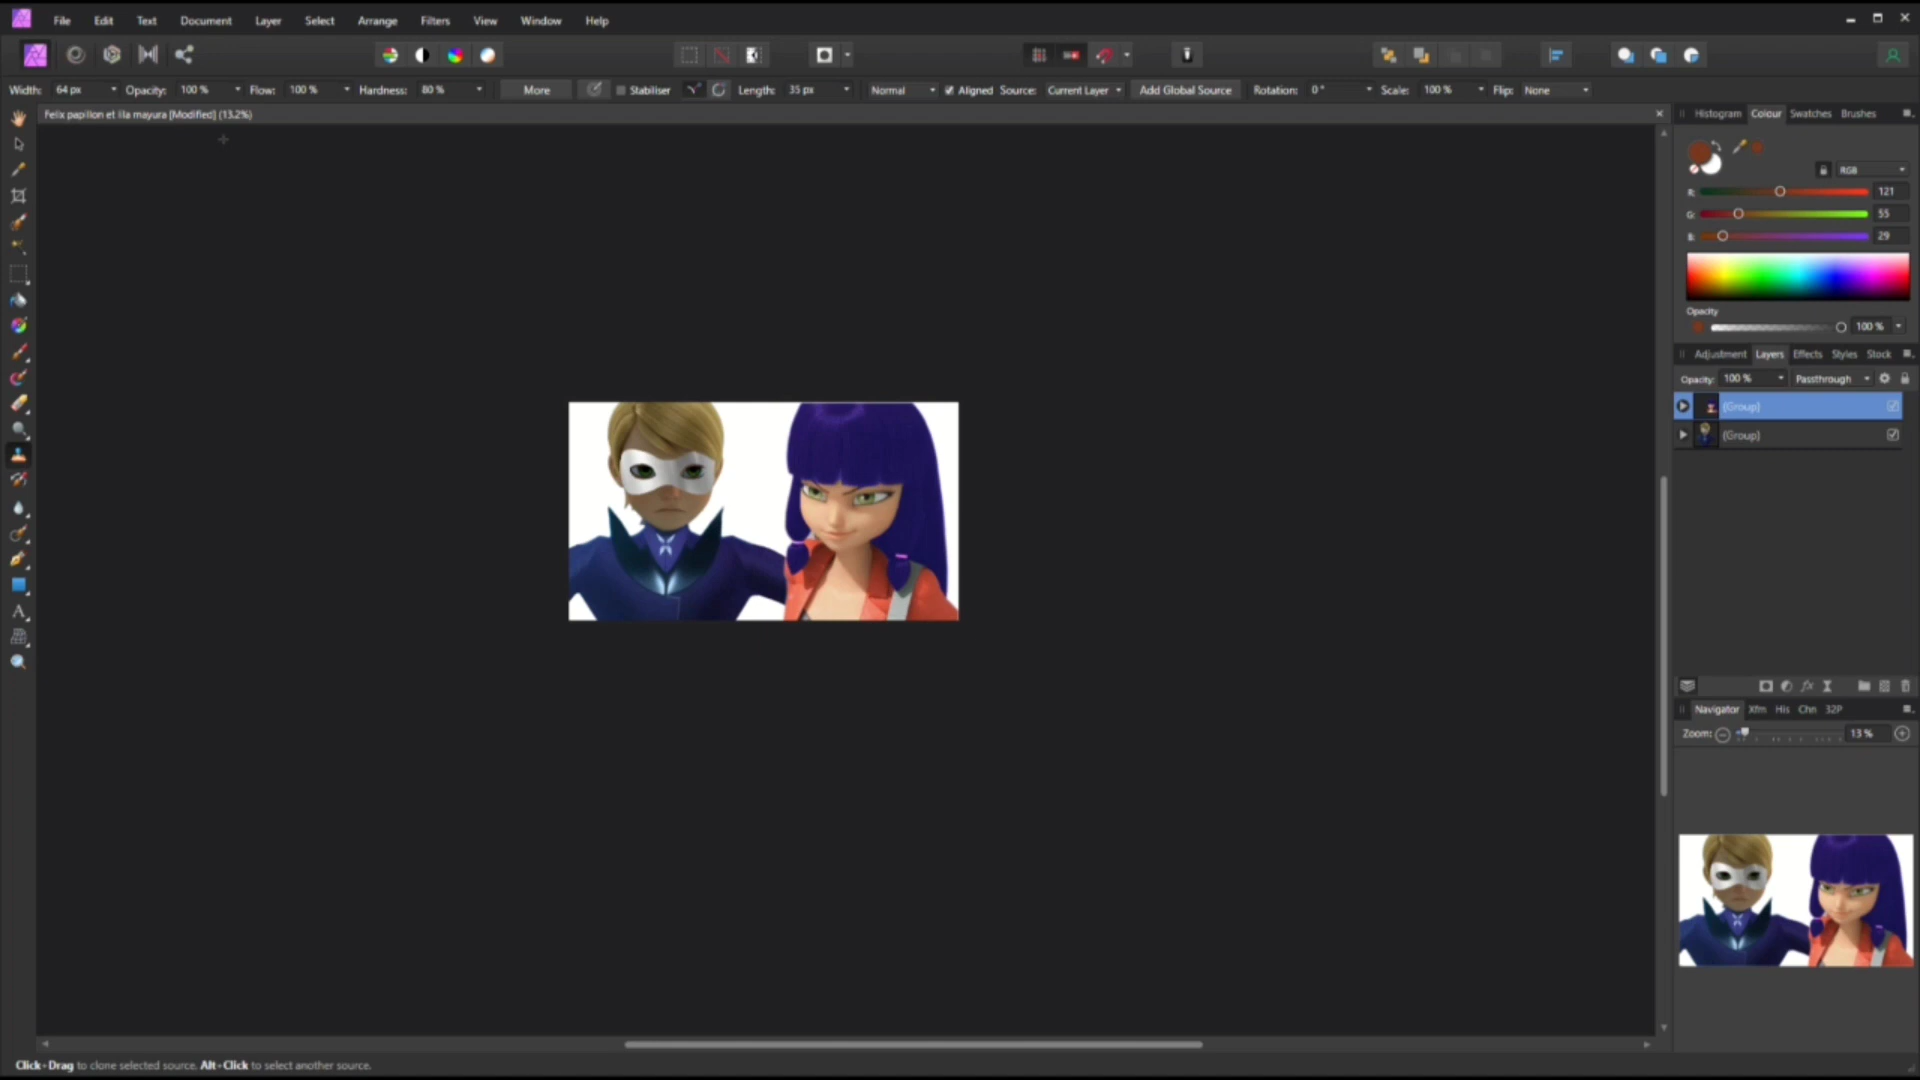 File Edit Text Document Layer Select Arrange Filters View Window Help
Width: 64 px Opacity: 100 % Flow: 100 % Hardness: 80 % More Stabiliser Length: 35 px Normal Aligned Source: Current Layer Add Global Source Rotation: 0 ° Scale: 100 % Flip: None
Felix papillon et lila mayura [Modified] (13.2%)
Histogram Colour Swatches Brushes
RGB
R: 121
G: 55
B: 29
Opacity
100 %
Adjustment Layers Effects Styles Stock
Opacity: 100 % Passthrough
(Group)
(Group)
Navigator Xfm His Chn 32P
Zoom: 13 %
Click+Drag to clone selected source. Alt+Click to select another source.